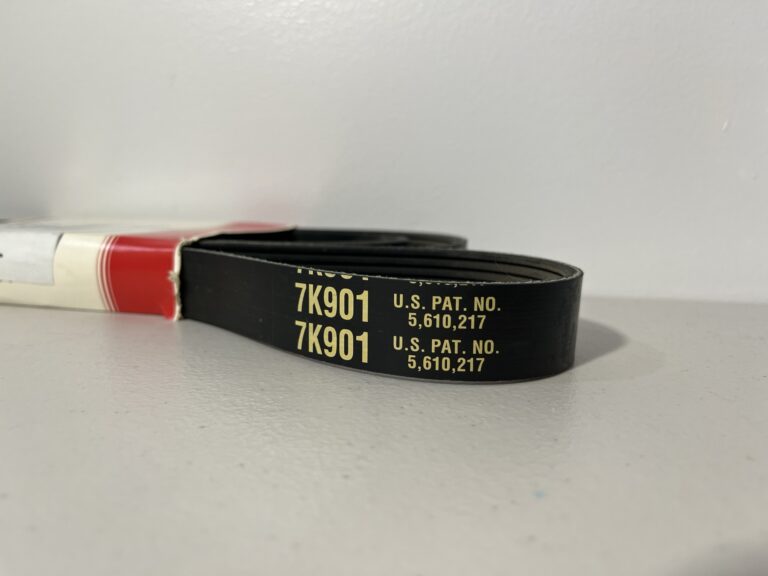 7K901
U.S. PAT. NO.
5,610,217
7K901
U.S. PAT. NO.
5,610,217